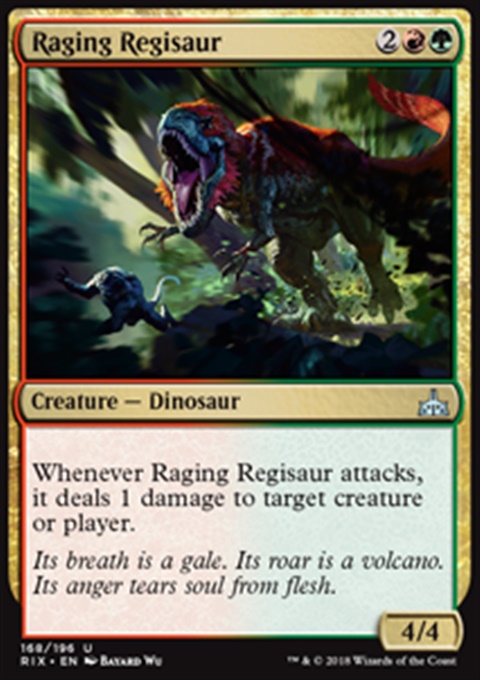 Raging Regisaur 2
Creature — Dinosaur
Whenever Raging Regisaur attacks,
it deals 1 damage to target creature
or player.
Its breath is a gale. Its roar is a volcano.
Its anger tears soul from flesh.
4/4
168/196 U
RIX • EN Bayard Wu
™ & © 2018 Wizards of the Coast